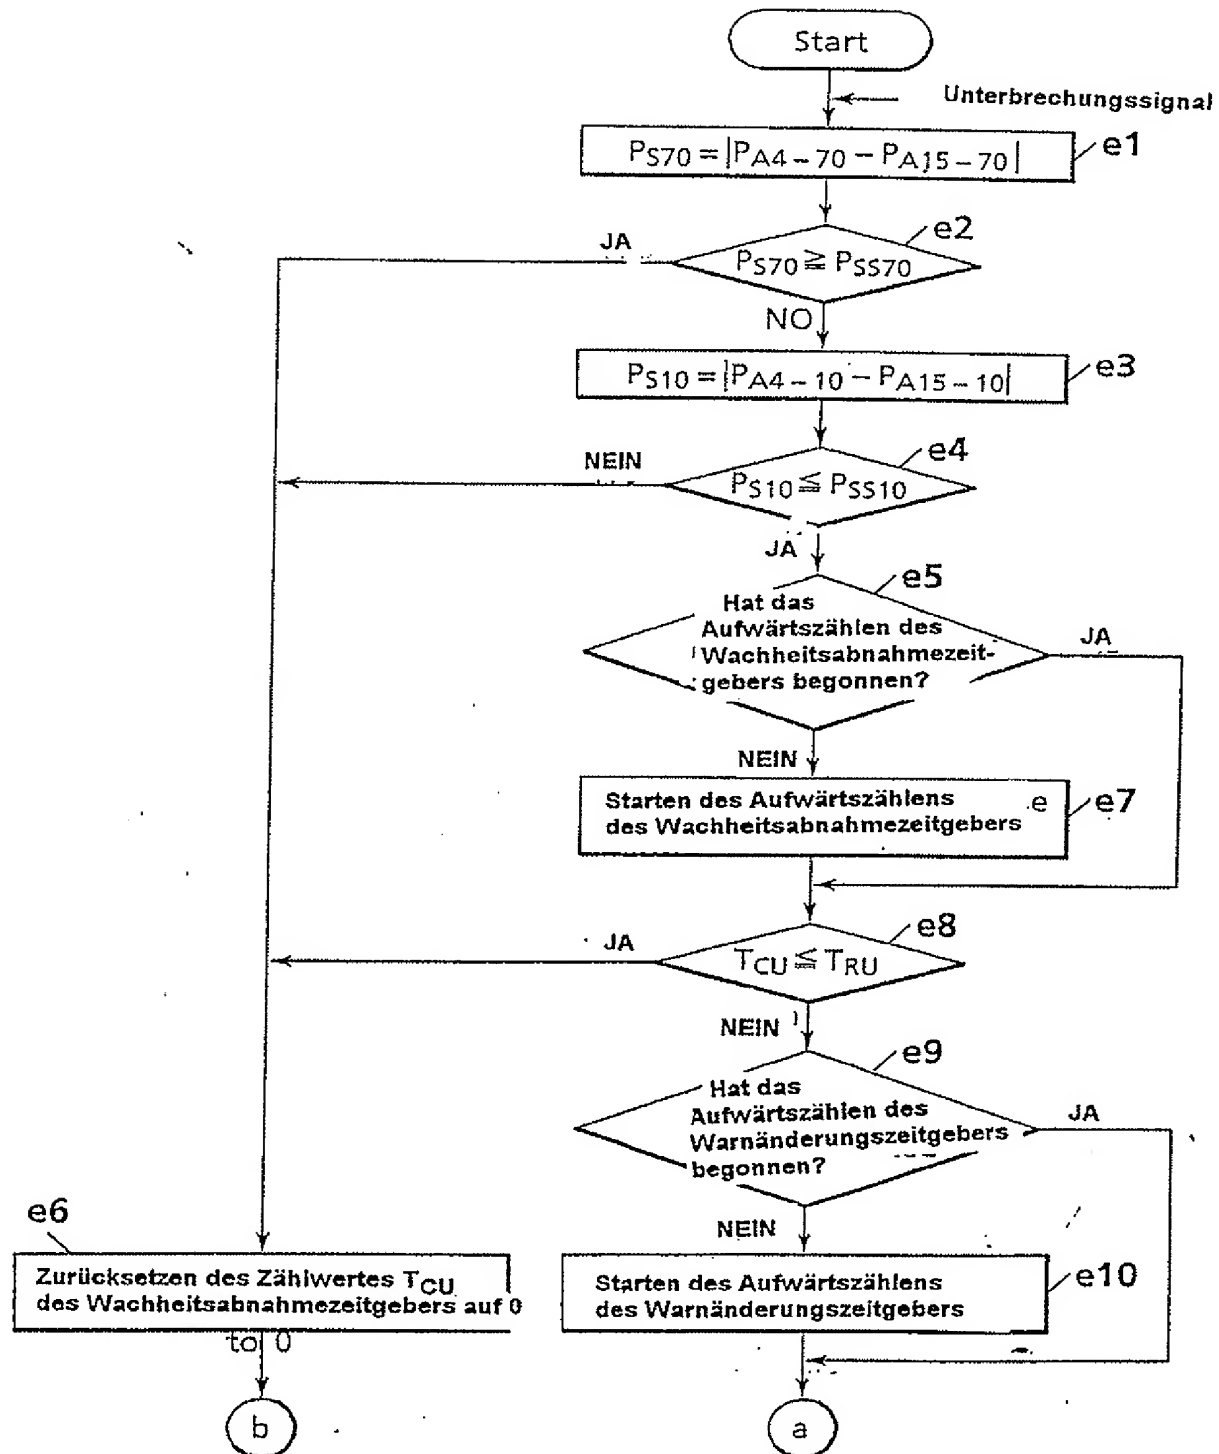 Start
Unterbrechungssignal
PS70 = |PA4 – 70 – PA15 – 70|
e1
e2
JA
PS70 ≧ PSS70
NO
PS10 = |PA4 – 10 – PA15 – 10|
e3
e4
NEIN
PS10 ≦ PSS10
JA
e5
Hat das
Aufwärtszählen des
Wachheitsabnahmezeit-
gebers begonnen?
JA
NEIN
Starten des Aufwärtszählens
des Wachheitsabnahmezeitgebers
e
e7
e8
JA
TCU ≦ TRU
NEIN
e9
Hat das
Aufwärtszählen des
Warnänderungszeitgebers
begonnen?
JA
NEIN
e6
Zurücksetzen des Zählwertes TCU
des Wachheitsabnahmezeitgebers auf 0
to 0
Starten des Aufwärtszählens
des Warnänderungszeitgebers
e10
b
a